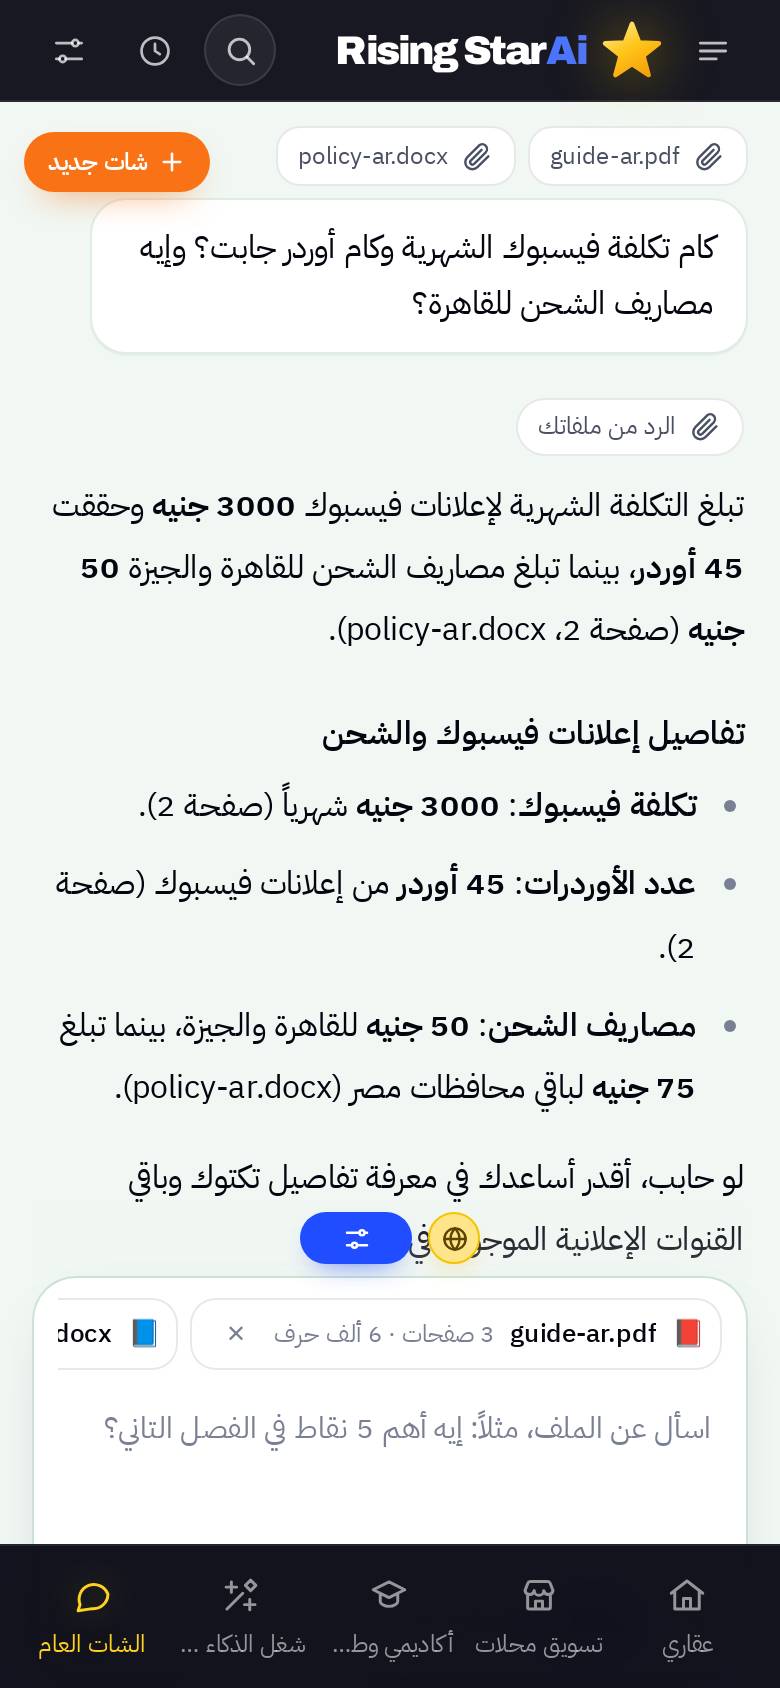 Rising StarAi
شات جديد
guide-ar.pdf
policy-ar.docx
كام تكلفة فيسبوك الشهرية وكام أوردر جابت؟ وإيه
مصاريف الشحن للقاهرة؟
الرد من ملفاتك
تبلغ التكلفة الشهرية لإعلانات فيسبوك 3000 جنيه وحققت
45 أوردر، بينما تبلغ مصاريف الشحن للقاهرة والجيزة 50
جنيه (صفحة 2، policy-ar.docx).
تفاصيل إعلانات فيسبوك والشحن
تكلفة فيسبوك: 3000 جنيه شهرياً (صفحة 2).
عدد الأوردرات: 45 أوردر من إعلانات فيسبوك (صفحة
2).
مصاريف الشحن: 50 جنيه للقاهرة والجيزة، بينما تبلغ
75 جنيه لباقي محافظات مصر (policy-ar.docx).
لو حابب، أقدر أساعدك في معرفة تفاصيل تكتوك وباقي
القنوات الإعلانية في
guide-ar.pdf 3 صفحات · 6 ألف حرف ×
docx
اسأل عن الملف، مثلاً: إيه أهم 5 نقاط في الفصل التاني؟
عقاري
تسويق محلات
أكاديمي وط...
شغل الذكاء ...
الشات العام